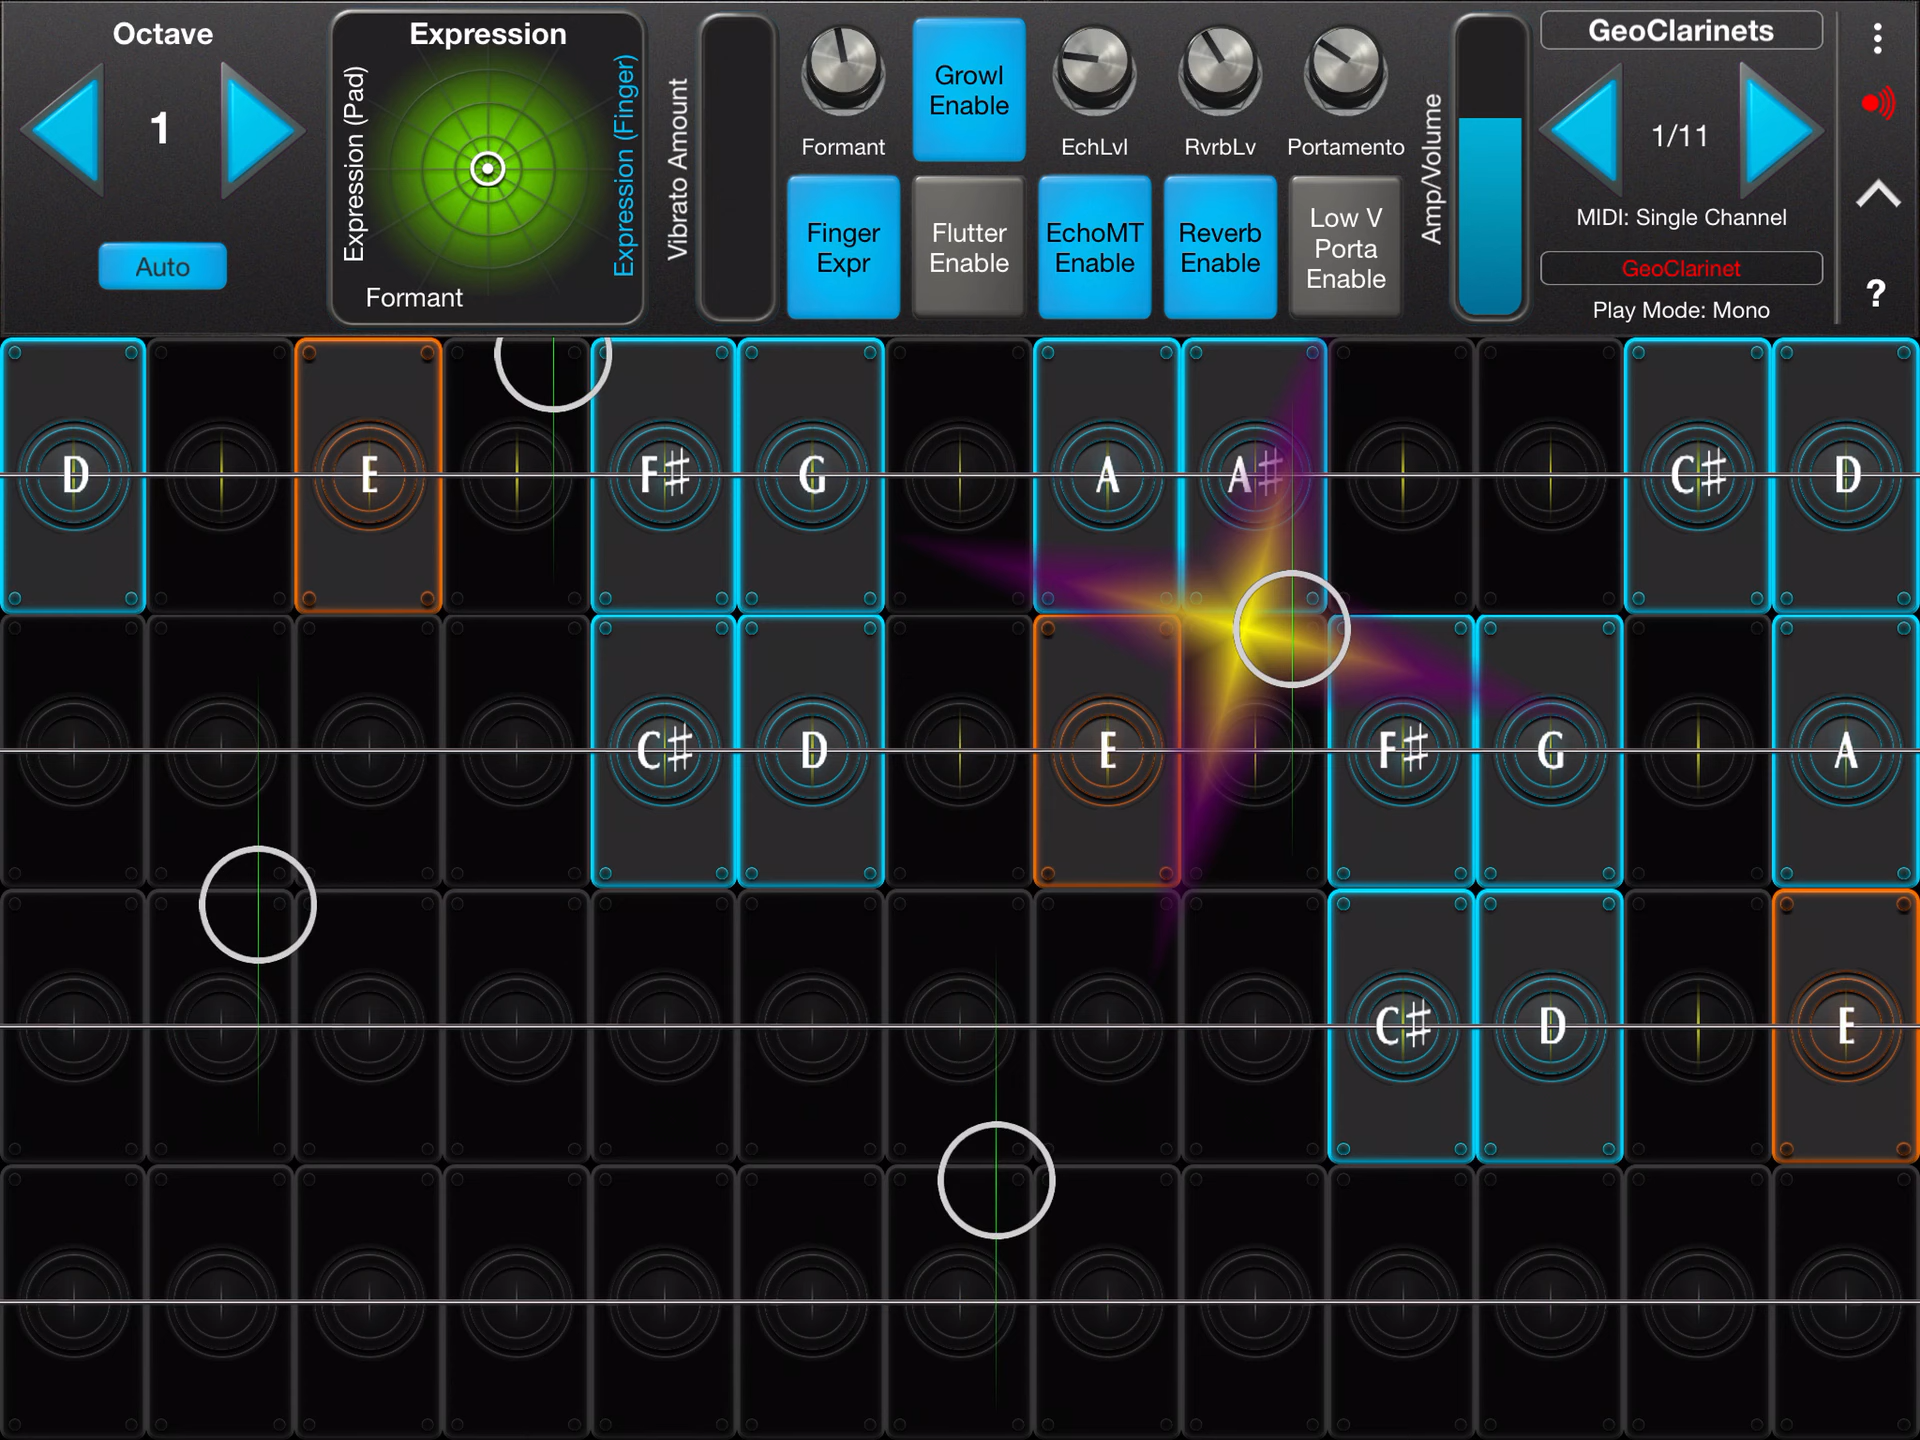 Octave
1
Auto
Expression
Expression (Pad)
Expression (Finger)
Formant
Vibrato Amount
Formant
Growl
Enable
EchLvl
RvrbLv
Portamento
Finger
Expr
Flutter
Enable
EchoMT
Enable
Reverb
Enable
Low V
Porta
Enable
Amp/Volume
GeoClarinets
1/11
MIDI: Single Channel
GeoClarinet
Play Mode: Mono
?
D E F# G A A# C# D
C# D E F# G A
C# D E